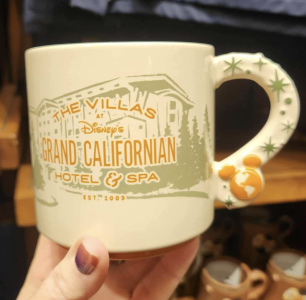 THE VILLAS
AT
Disney's
GRAND CALIFORNIAN
HOTEL & SPA
EST. 2009